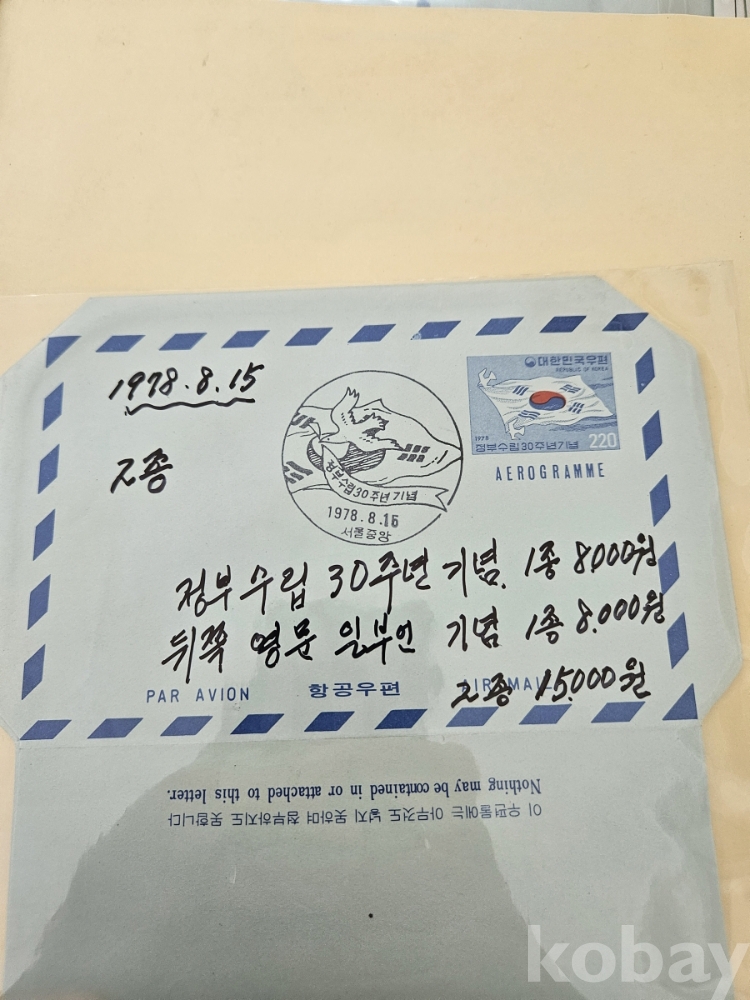 대한민국우편
REPUBLIC OF KOREA
1978
정부수립30주년기념
220
AEROGRAMME
1978.8.15
2종
정부수립30주년기념
1978.8.15
서울중앙
정부수립 30주년 기념 1종 8000원
뒤쪽 영문 일부언 기념 1종 8.000원
2종 15.000원
PAR AVION 항공우편 AIR MAIL
Nothing may be contained in or attached to this letter.
이 우편물에는 아무것도 넣지 못하며 첨부하지도 못합니다
kobay